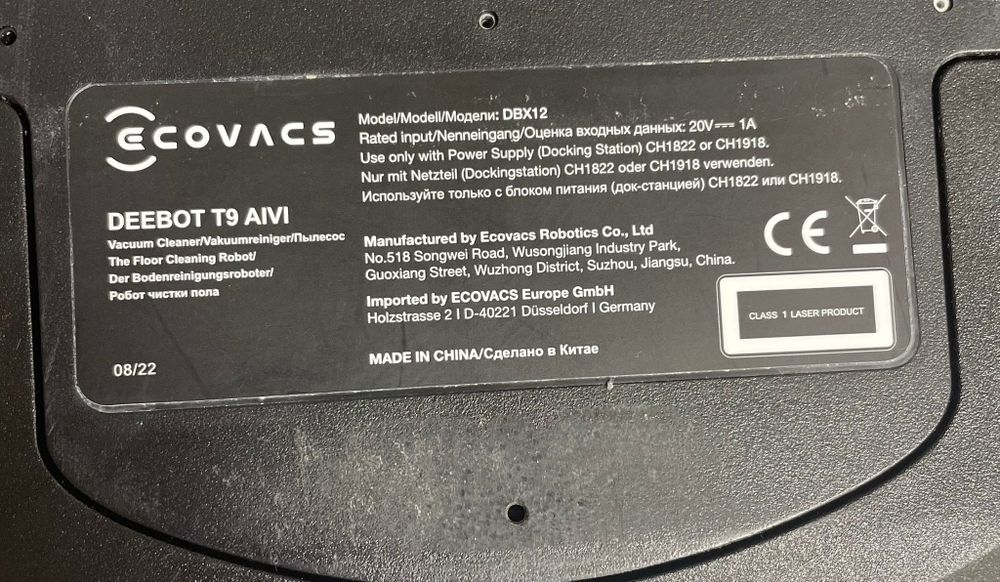 ECOVACS
DEEBOT T9 AIVI
Vacuum Cleaner/Vakuumreiniger/Пылесос
The Floor Cleaning Robot/
Der Bodenreinigungsroboter/
Робот чистки пола
08/22
Model/Modell/Модели: DBX12
Rated input/Nenneingang/Оценка входных данных: 20V⎓ 1A
Use only with Power Supply (Docking Station) CH1822 or CH1918.
Nur mit Netzteil (Dockingstation) CH1822 oder CH1918 verwenden.
Используйте только с блоком питания (док-станцией) CH1822 или CH1918.
Manufactured by Ecovacs Robotics Co., Ltd
No.518 Songwei Road, Wusongjiang Industry Park,
Guoxiang Street, Wuzhong District, Suzhou, Jiangsu, China.
Imported by ECOVACS Europe GmbH
Holzstrasse 2 I D-40221 Düsseldorf I Germany
MADE IN CHINA/Сделано в Китае
CE
CLASS 1 LASER PRODUCT